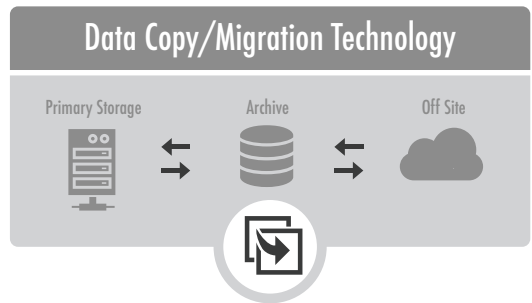 Data Copy/Migration Technology
Primary Storage
Archive
Off Site